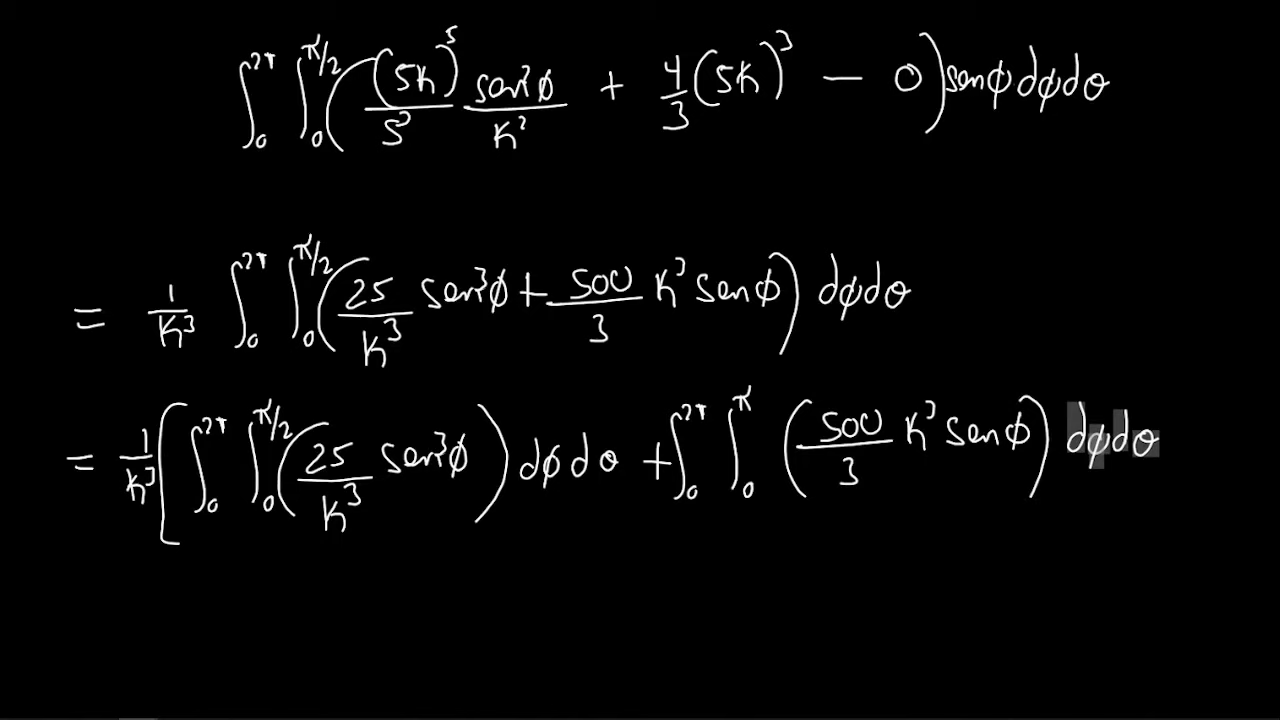 ∫₀^{2π} ∫₀^{π/2} ( (5k)⁵/5³ sen²ϕ/k² + 4/3 (5k)³ − 0 ) senϕ dϕ dθ
= 1/k³ ∫₀^{2π} ∫₀^{π/2} ( 25/k³ sen³ϕ + 500/3 k³ senϕ ) dϕ dθ
= 1/k³ [ ∫₀^{2π} ∫₀^{π/2} ( 25/k³ sen³ϕ ) dϕ dθ + ∫₀^{2π} ∫₀^{π} ( 500/3 k³ senϕ ) dϕ dθ